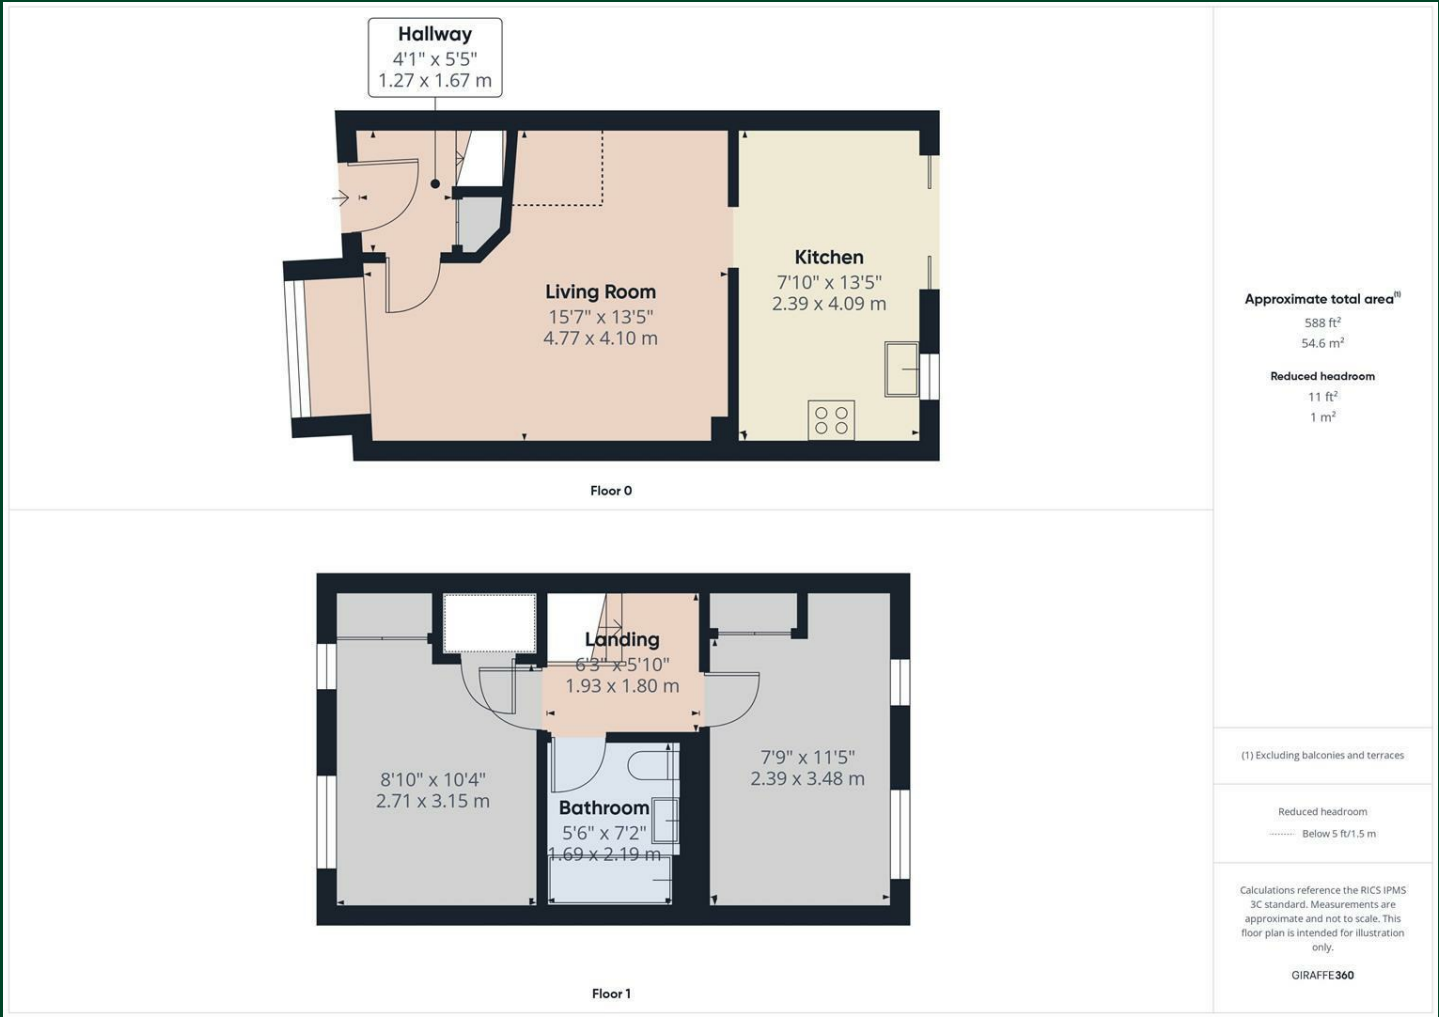 Hallway
4'1" x 5'5"
1.27 x 1.67 m
Living Room
15'7" x 13'5"
4.77 x 4.10 m
Kitchen
7'10" x 13'5"
2.39 x 4.09 m
Floor 0
Landing
6'3" x 5'10"
1.93 x 1.80 m
8'10" x 10'4"
2.71 x 3.15 m
Bathroom
5'6" x 7'2"
1.69 x 2.19 m
7'9" x 11'5"
2.39 x 3.48 m
Floor 1
Approximate total area(1)
588 ft²
54.6 m²
Reduced headroom
11 ft²
1 m²
(1) Excluding balconies and terraces
Reduced headroom
Below 5 ft/1.5 m
Calculations reference the RICS IPMS
3C standard. Measurements are
approximate and not to scale. This
floor plan is intended for illustration
only.
GIRAFFE360